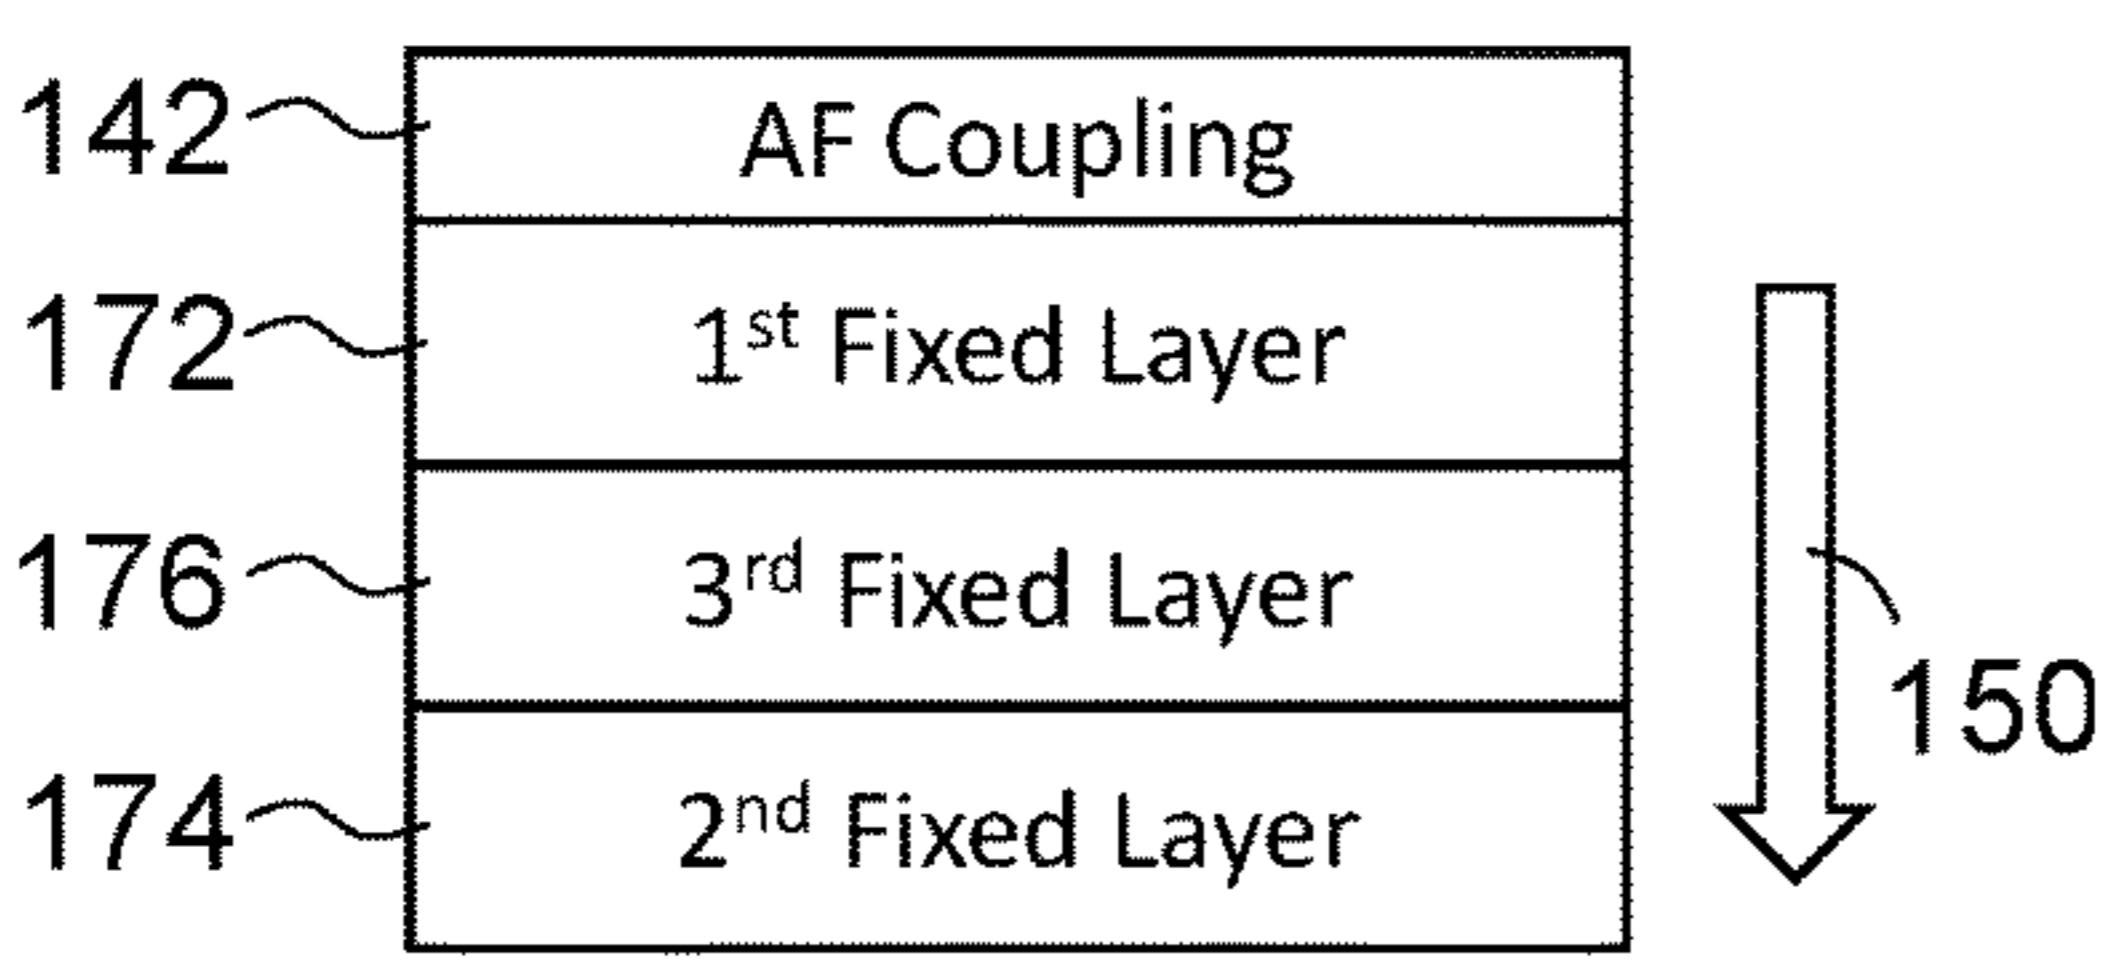 142 AF Coupling
172 1st Fixed Layer
176 3rd Fixed Layer
150
174 2nd Fixed Layer